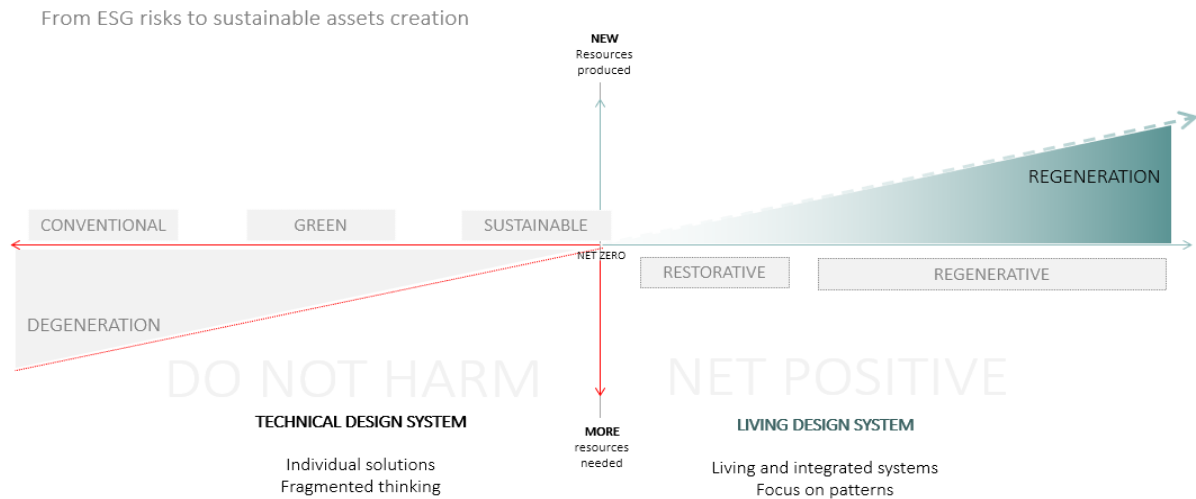 From ESG risks to sustainable assets creation
NEW
Resources
produced
REGENERATION
CONVENTIONAL
GREEN
SUSTAINABLE
NET ZERO
RESTORATIVE
REGENERATIVE
DEGENERATION
DO NOT HARM
NET POSITIVE
TECHNICAL DESIGN SYSTEM
LIVING DESIGN SYSTEM
MORE
resources
needed
Individual solutions
Fragmented thinking
Living and integrated systems
Focus on patterns